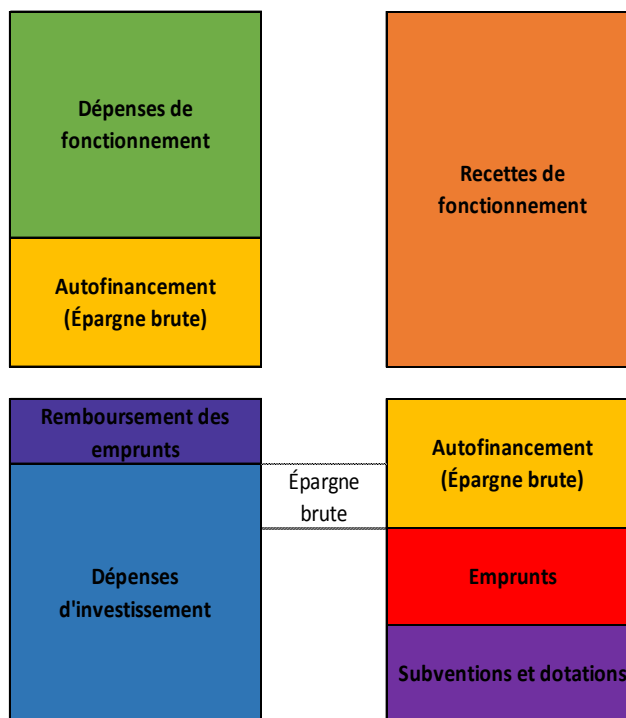 Dépenses de
fonctionnement
Recettes de
fonctionnement
Autofinancement
(Épargne brute)
Remboursement des
emprunts
Autofinancement
(Épargne brute)
Épargne
brute
Dépenses
d'investissement
Emprunts
Subventions et dotations